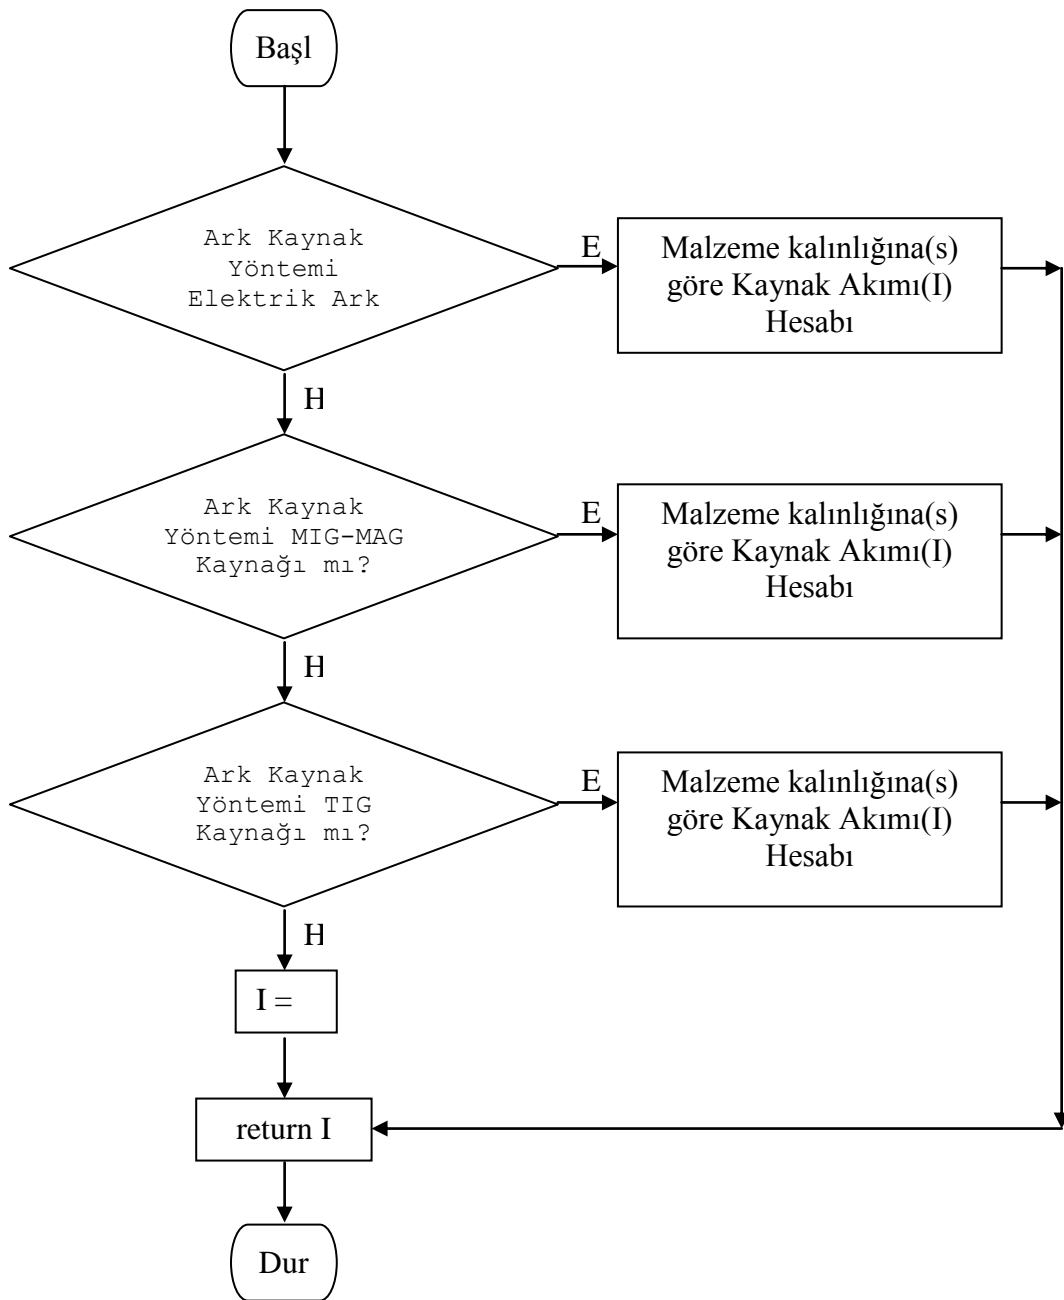 Başl
Ark Kaynak
Yöntemi
Elektrik Ark
E
Malzeme kalınlığına(s)
göre Kaynak Akımı(I)
Hesabı
H
Ark Kaynak
Yöntemi MIG-MAG
Kaynağı mı?
E
Malzeme kalınlığına(s)
göre Kaynak Akımı(I)
Hesabı
H
Ark Kaynak
Yöntemi TIG
Kaynağı mı?
E
Malzeme kalınlığına(s)
göre Kaynak Akımı(I)
Hesabı
H
I =
return I
Dur